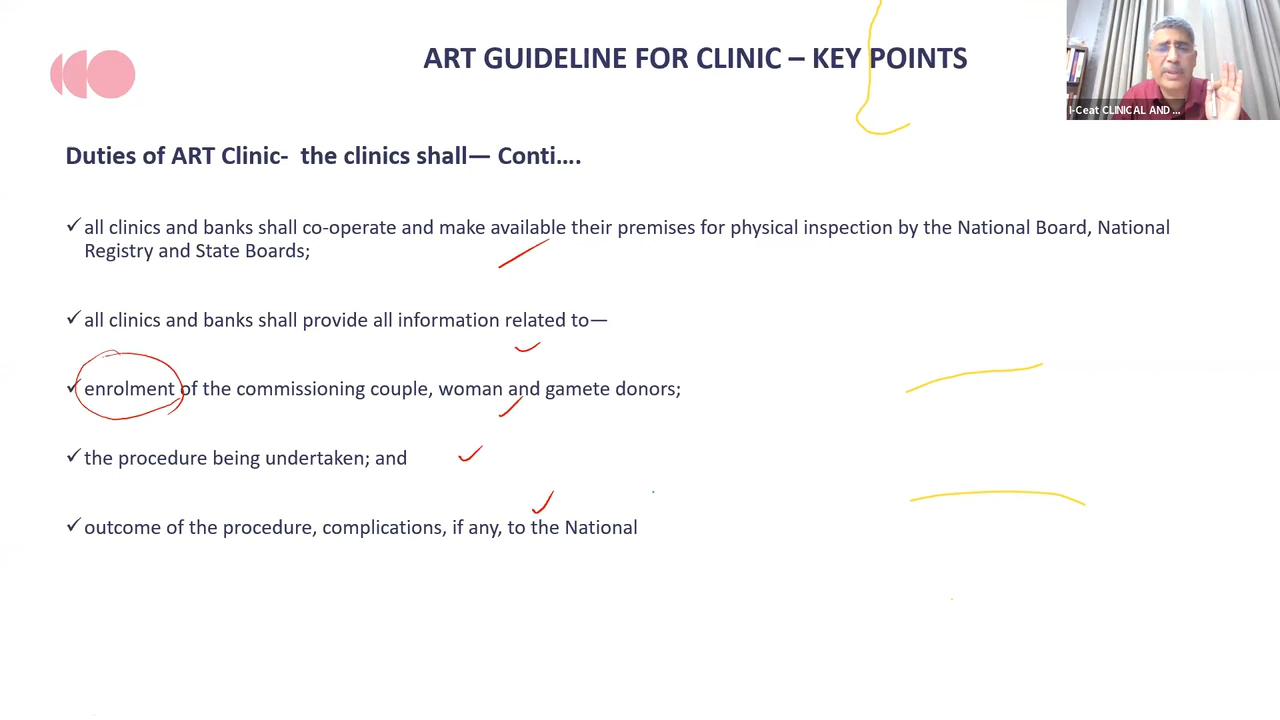 ART GUIDELINE FOR CLINIC – KEY POINTS
I-Ceat CLINICAL AND ...
Duties of ART Clinic-  the clinics shall— Conti….
✓ all clinics and banks shall co-operate and make available their premises for physical inspection by the National Board, National
Registry and State Boards;
✓ all clinics and banks shall provide all information related to—
✓ enrolment of the commissioning couple, woman and gamete donors;
✓ the procedure being undertaken; and
✓ outcome of the procedure, complications, if any, to the National